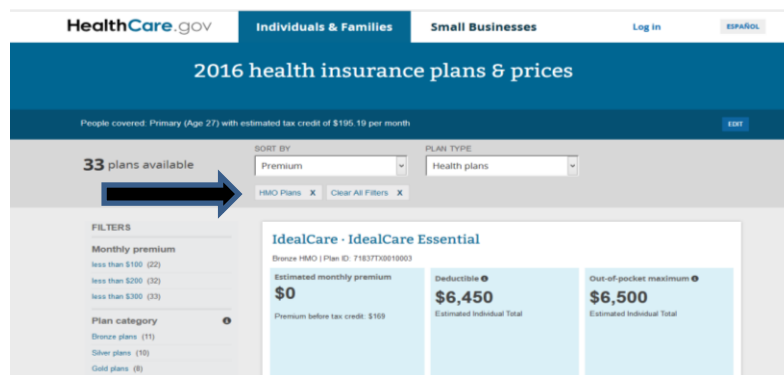 HealthCare.gov Individuals & Families Small Businesses Log in ESPAÑOL
2016 health insurance plans & prices
People covered: Primary (Age 27) with estimated tax credit of $195.19 per month EDIT
SORT BY PLAN TYPE
33 plans available Premium Health plans
HMO Plans X Clear All Filters X
FILTERS
Monthly premium
less than $100 (22)
less than $200 (32)
less than $300 (33)
Plan category
Bronze plans (11)
Silver plans (10)
Gold plans (8)
IdealCare · IdealCare Essential
Bronze HMO | Plan ID: 71837TX0010003
Estimated monthly premium
$0
Premium before tax credit: $169
Deductible
$6,450
Estimated Individual Total
Out-of-pocket maximum
$6,500
Estimated Individual Total